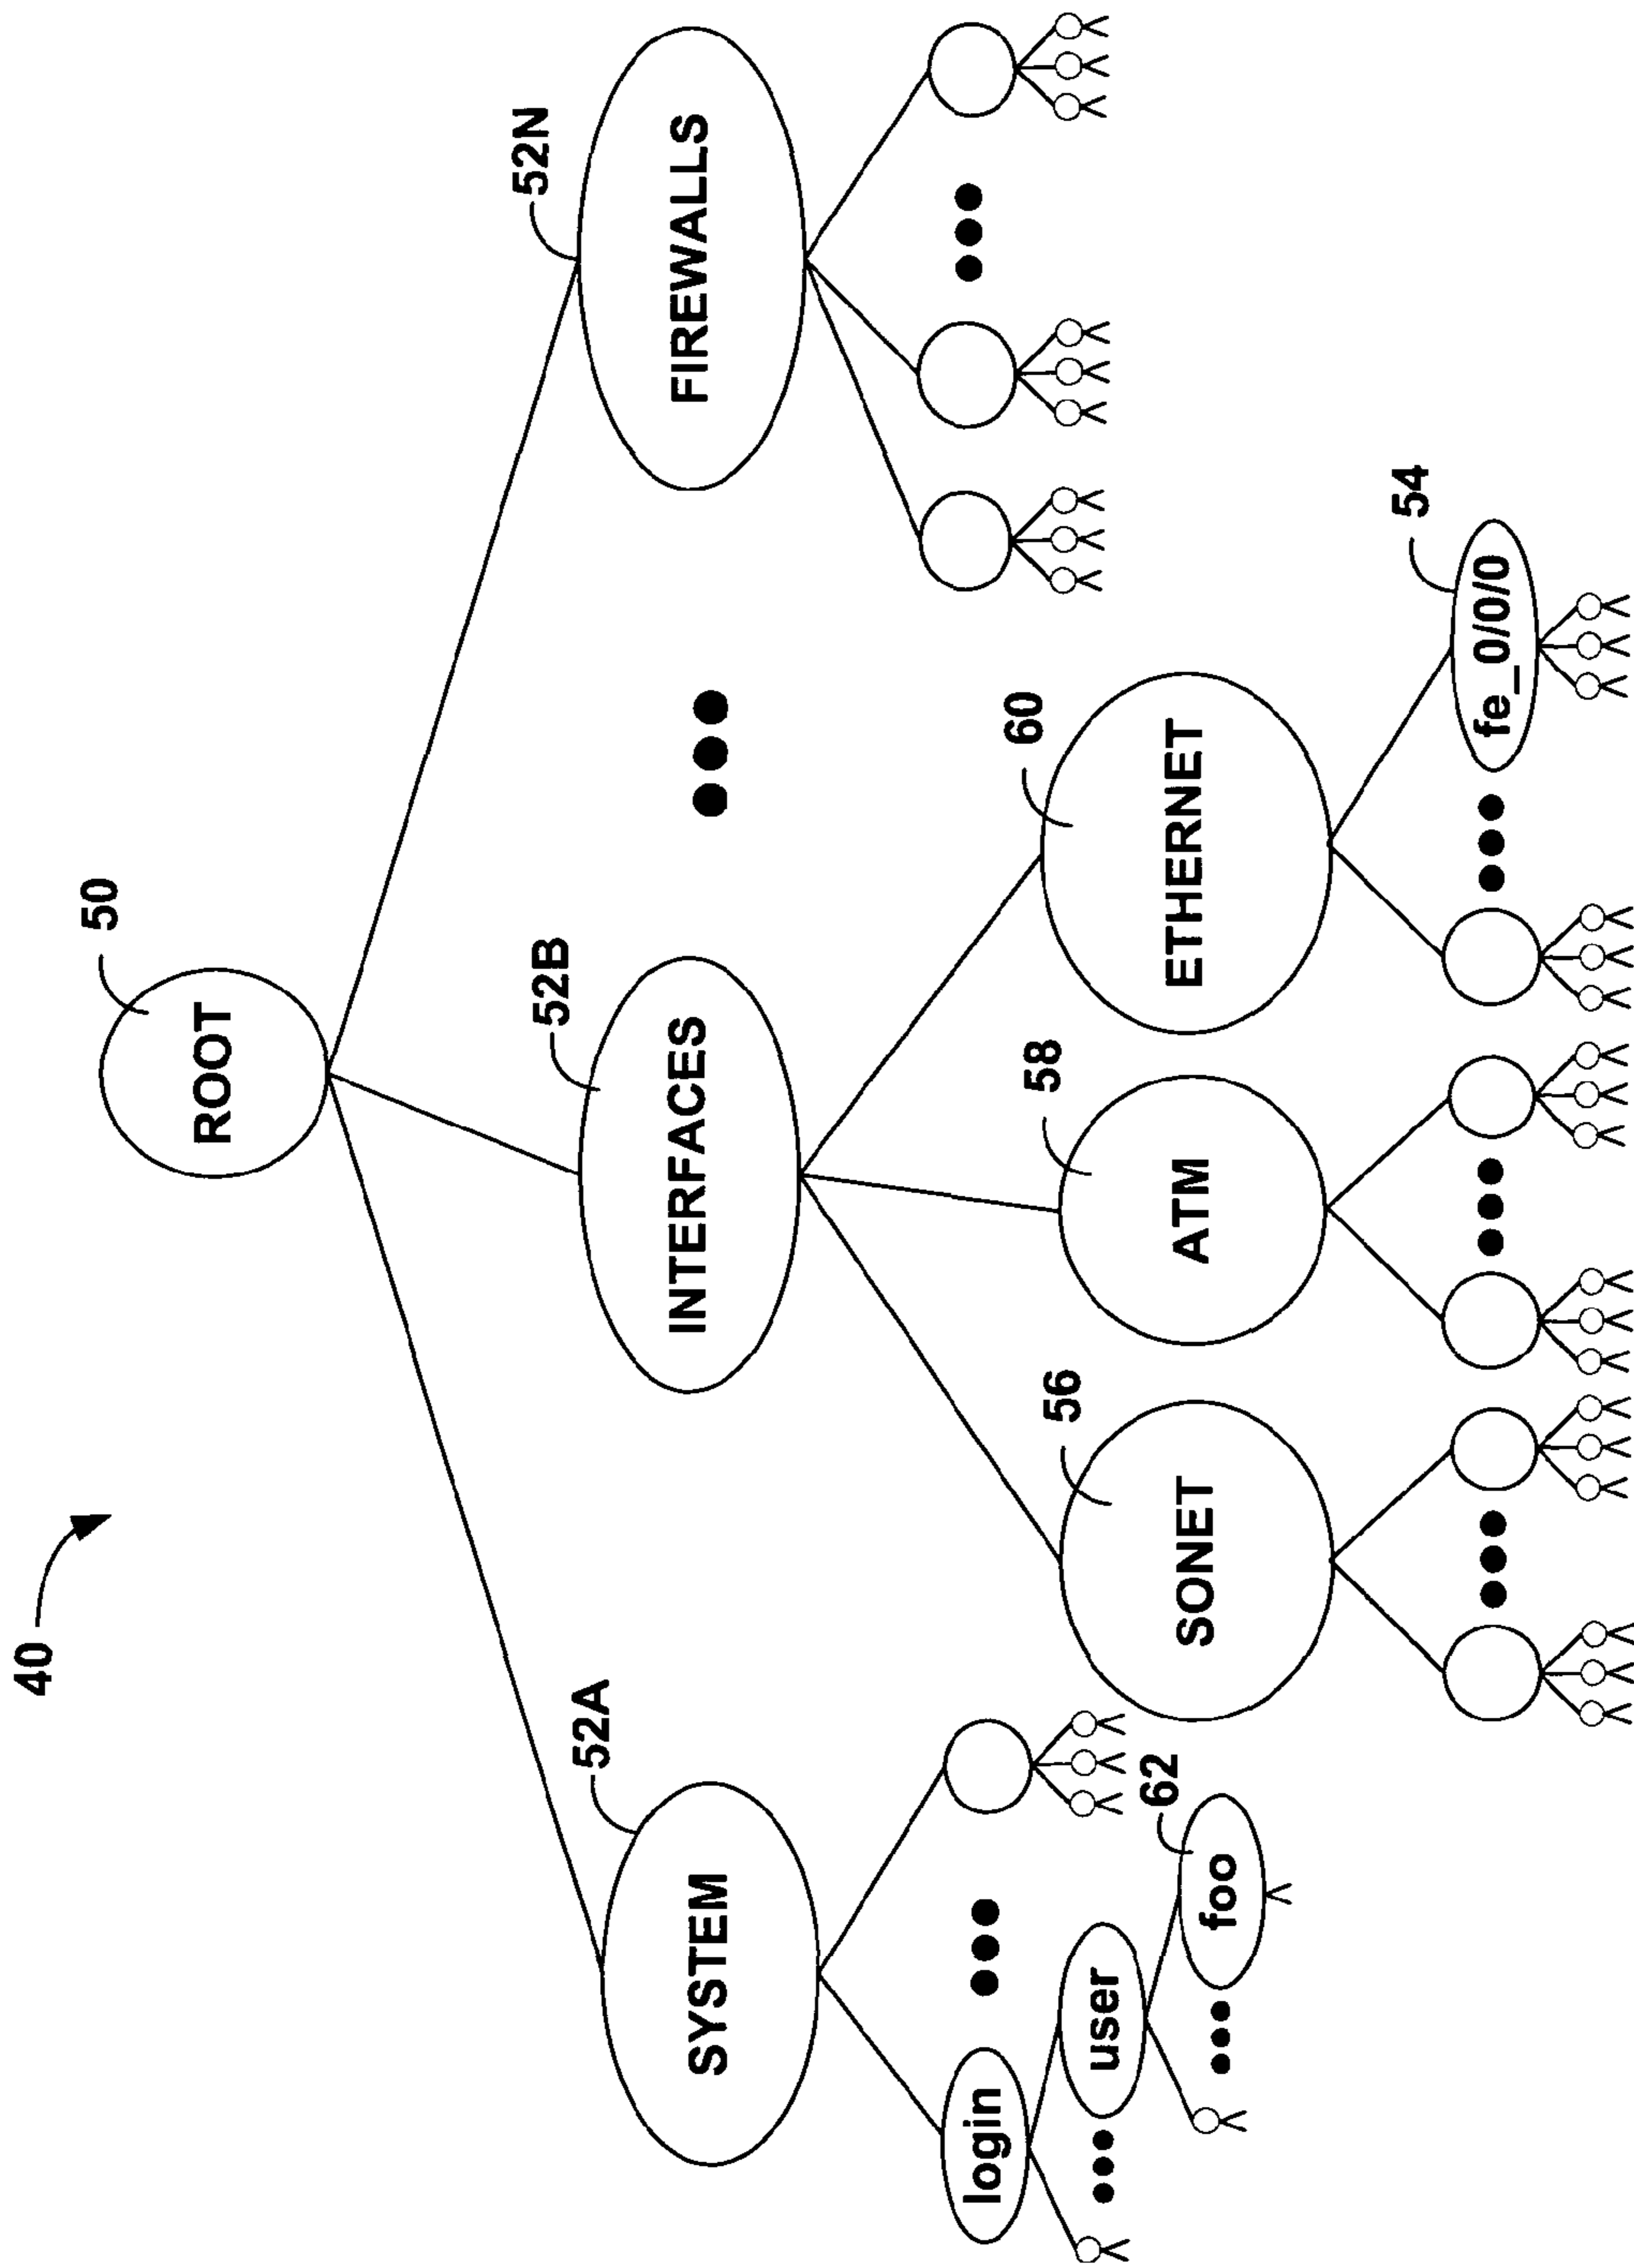 40
50
ROOT
52A
52B
52N
SYSTEM
INTERFACES
FIREWALLS
login
user
62
foo
56
58
60
SONET
ATM
ETHERNET
54
fe_0/0/0